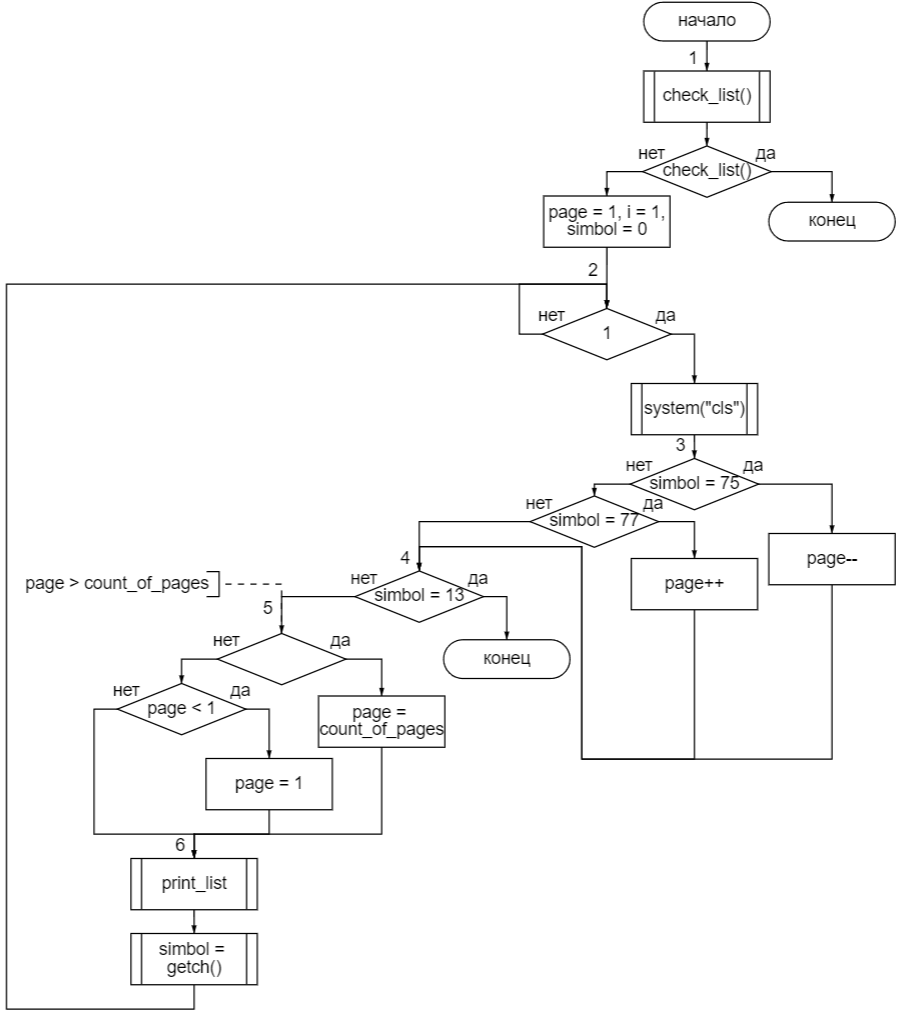 начало
1
check_list()
нет
да
check_list()
page = 1, i = 1,
simbol = 0
конец
2
нет
да
1
system("cls")
3
нет
да
simbol = 75
нет
да
simbol = 77
page--
page++
4
нет
да
simbol = 13
page > count_of_pages
5
конец
нет
да
нет
да
page < 1
page =
count_of_pages
page = 1
6
print_list
simbol =
getch()